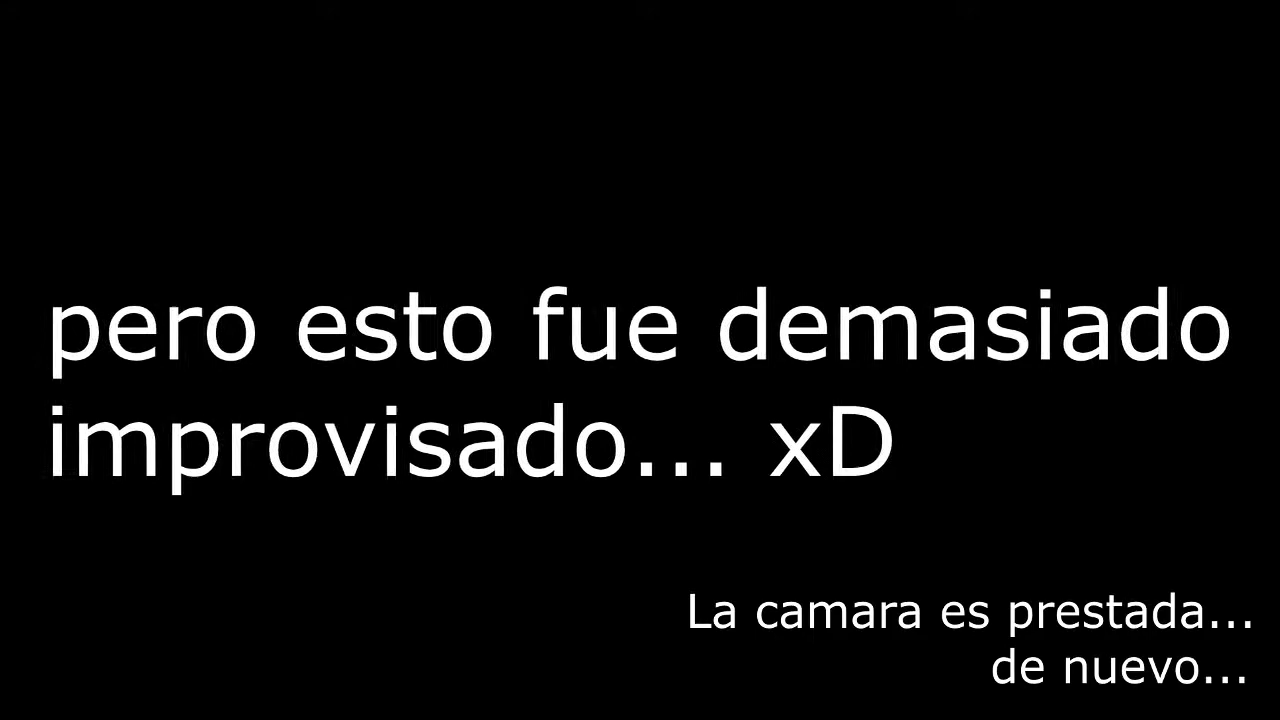 pero esto fue demasiado
improvisado... xD
La camara es prestada...
de nuevo...